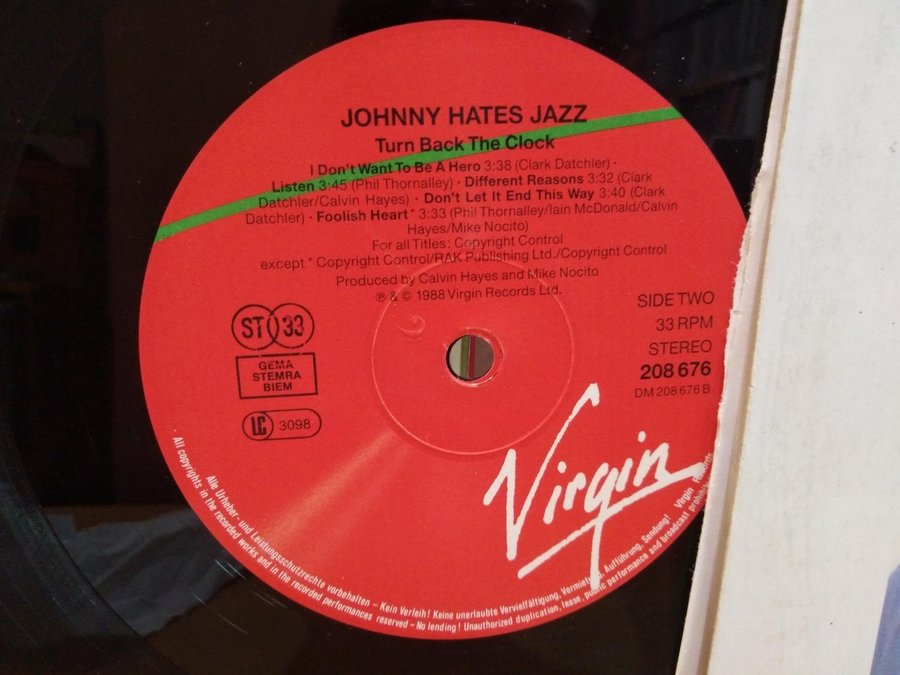 JOHNNY HATES JAZZ
Turn Back The Clock
I Don't Want To Be A Hero 3:38 (Clark Datchler) ·
Listen 3:45 (Phil Thornalley) · Different Reasons 3:32 (Clark
Datchler/Calvin Hayes) · Don't Let It End This Way 3:40 (Clark
Datchler) · Foolish Heart * 3:33 (Phil Thornalley/Iain McDonald/Calvin
Hayes/Mike Nocito)
For all Titles: Copyright Control
except * Copyright Control/RAK Publishing Ltd./Copyright Control
Produced by Calvin Hayes and Mike Nocito
℗ & © 1988 Virgin Records Ltd.
ST 33
GEMA
STEMRA
BIEM
LC 3098
SIDE TWO
33 RPM
STEREO
208 676
DM 208 676 B
Virgin
Alle Urheber- und Leistungsschutzrechte vorbehalten – Kein Verleih! Keine unerlaubte Vervielfältigung, Vermietung, Aufführung, Sendung! Virgin Records
All copyrights in the recorded works and in the recorded performances reserved – No lending! Unauthorized duplication, lease, public performance and broadcast